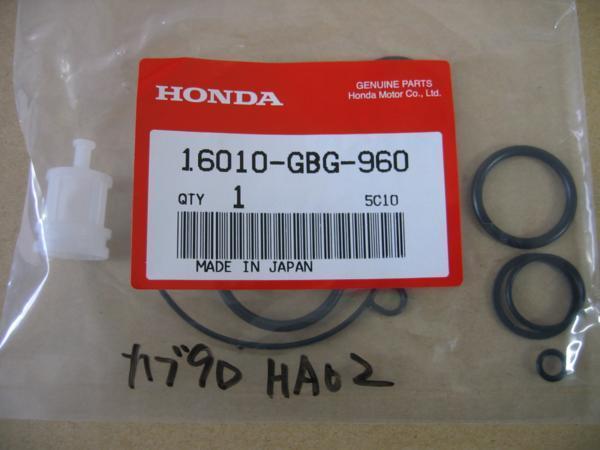 HONDA
GENUINE PARTS
Honda Motor Co., Ltd.
16010-GBG-960
QTY 1 5C10
MADE IN JAPAN
カブ90 HA02